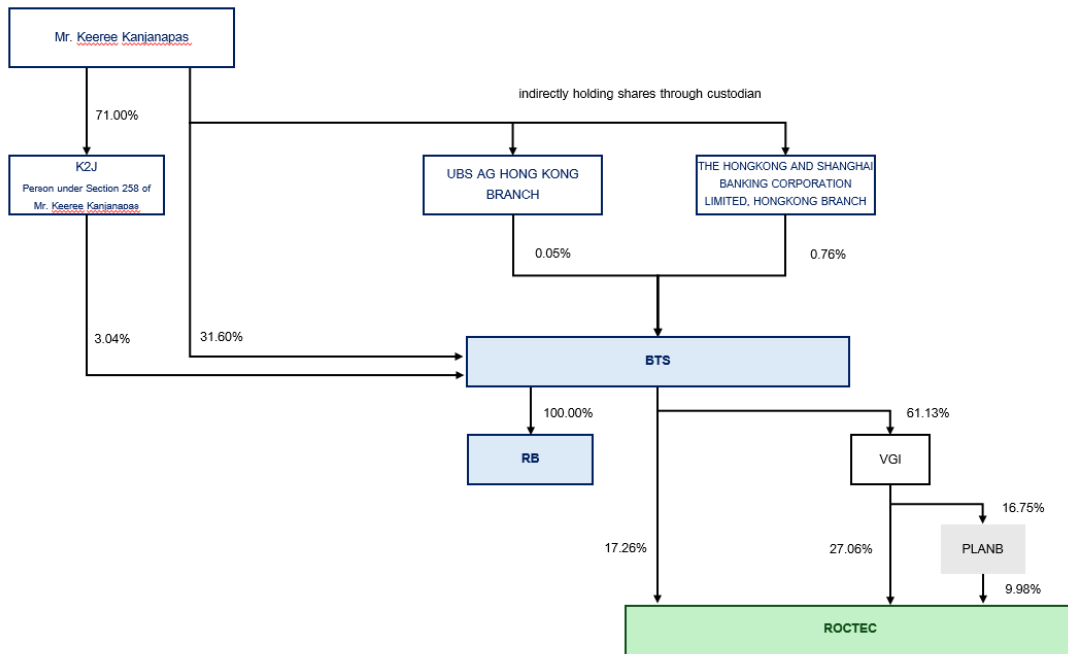 Mr. Keeree Kanjanapas
indirectly holding shares through custodian
71.00%
K2J
Person under Section 258 of
Mr. Keeree Kanjanapas
UBS AG HONG KONG
BRANCH
THE HONGKONG AND SHANGHAI
BANKING CORPORATION
LIMITED, HONGKONG BRANCH
0.05%
0.76%
3.04%
31.60%
BTS
100.00%
61.13%
RB
VGI
16.75%
17.26%
27.06%
PLANB
9.98%
ROCTEC